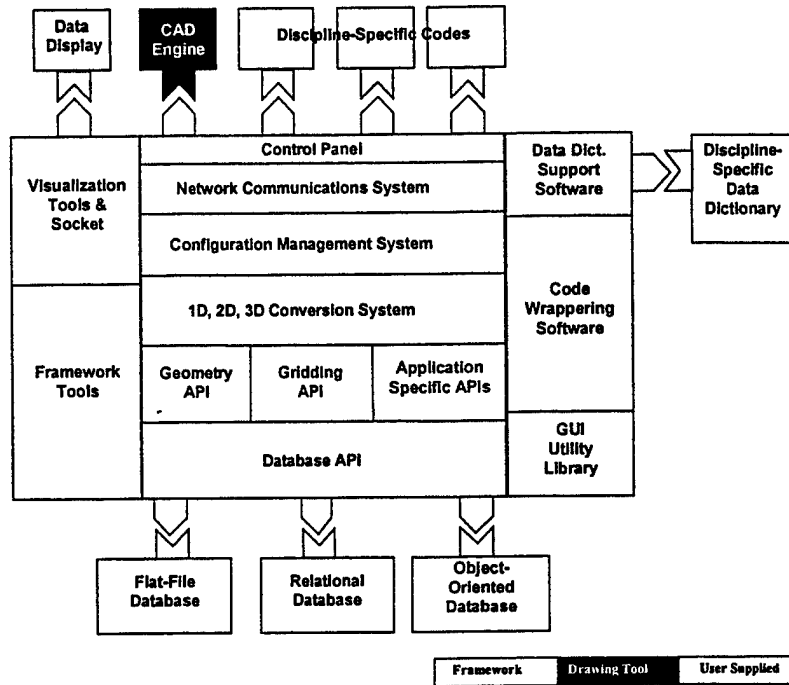 Data
Display
CAD
Engine
Discipline-Specific Codes
Visualization
Tools &
Socket
Framework
Tools
Control Panel
Network Communications System
Configuration Management System
1D, 2D, 3D Conversion System
Geometry
API
Gridding
API
Application
Specific APIs
Database API
Data Dict.
Support
Software
Code
Wrappering
Software
GUI
Utility
Library
Discipline-
Specific
Data
Dictionary
Flat-File
Database
Relational
Database
Object-
Oriented
Database
Framework
Drawing Tool
User Supplied